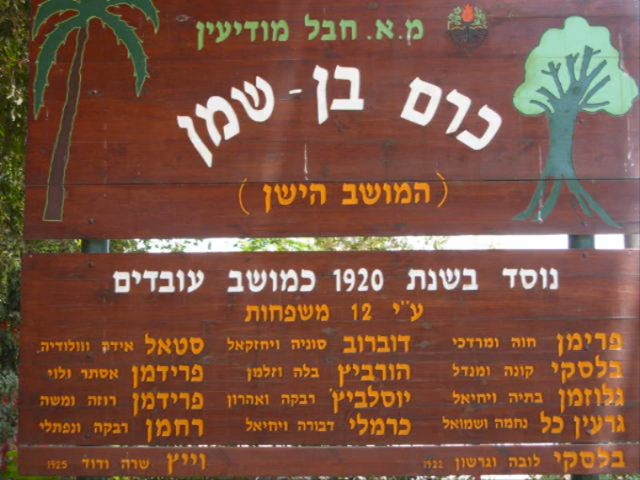 מ.א. חבל מודיעין
כרם בן-שמן
(המושב הישן)
נוסד בשנת 1920 כמושב עובדים
ע"י 12 משפחות
פרימן חוה ומרדכי דוברוב סוניה ויחזקאל סטאל אידה וולודיה
בלסקי קונה ומנדל הורביץ בלה וזלמן פרידמן אסתר ולוי
גלוזמן בתיה ויחיאל יוסלביץ רבקה ואהרון פרידמן רוזה ומשה
גרעין כל נחמה ושמואל כרמלי דבורה ויחיאל רחמן רבקה ונפתלי
בלסקי לובה וגרשון 1922 וייץ שרה ודוד 1925